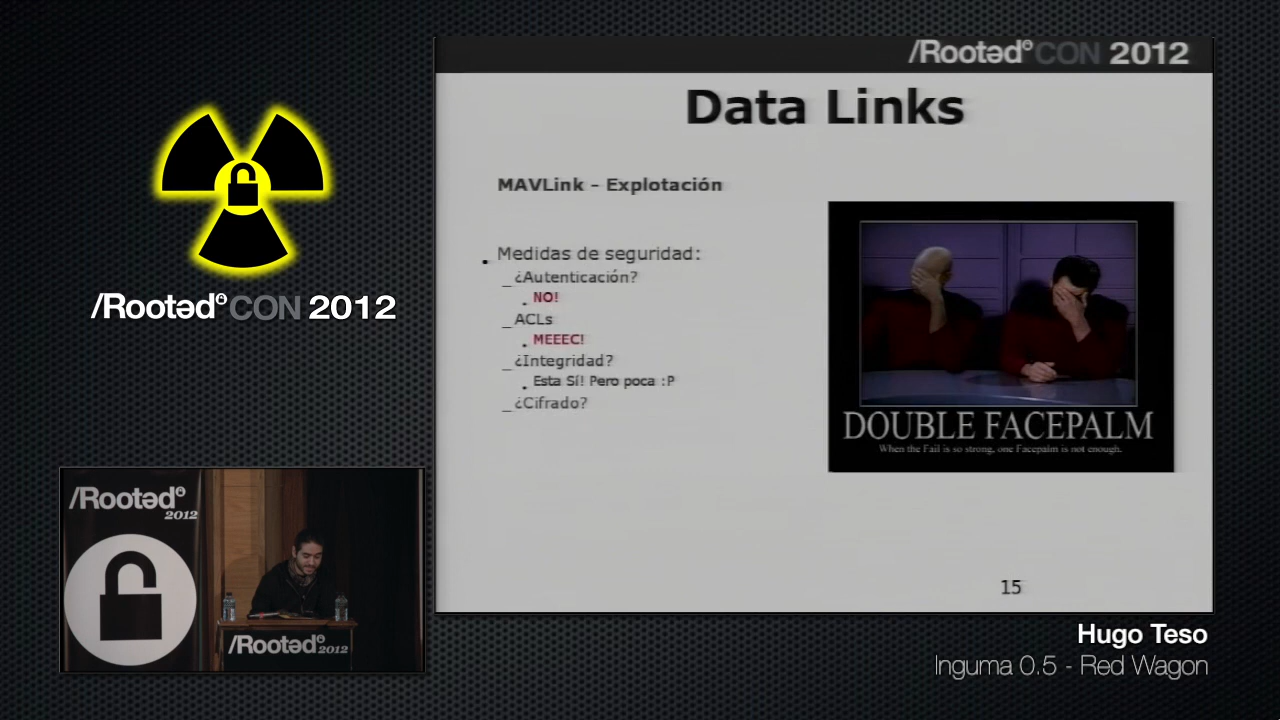 /Rootəd CON 2012
/Rootəd CON 2012
Data Links
MAVLink - Explotación
Medidas de seguridad:
_¿Autenticación?
NO!
_ACLs
MEEEC!
_¿Integridad?
Esta Sí! Pero poca :P
_¿Cifrado?
DOUBLE FACEPALM
When the Fail is so strong, one Facepalm is not enough.
15
/Rootəd
2012
/Rootəd 2012
Hugo Teso
Inguma 0.5 - Red Wagon